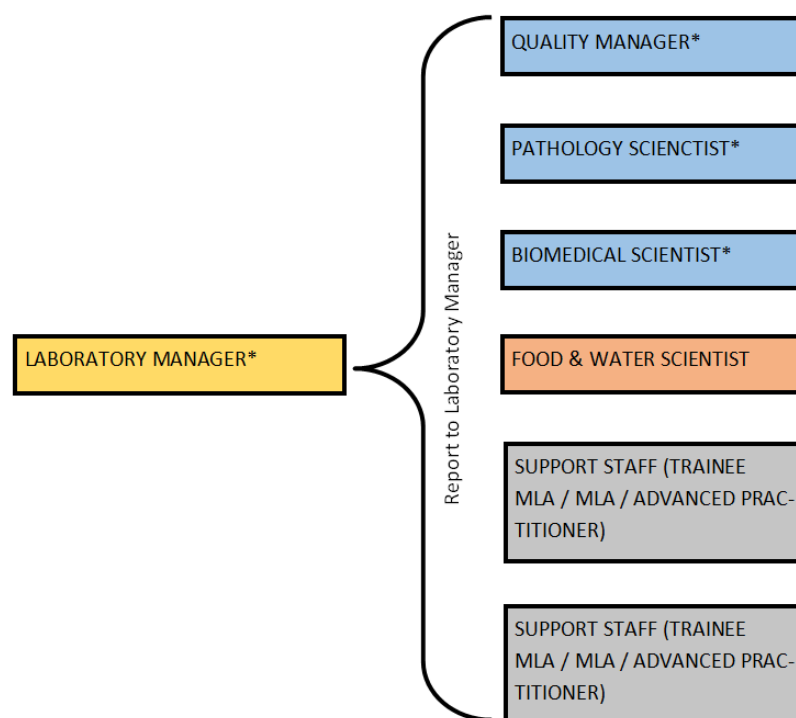 QUALITY MANAGER*
PATHOLOGY SCIENCTIST*
BIOMEDICAL SCIENTIST*
Report to Laboratory Manager
LABORATORY MANAGER*
FOOD & WATER SCIENTIST
SUPPORT STAFF (TRAINEE
MLA / MLA / ADVANCED PRAC-
TITIONER)
SUPPORT STAFF (TRAINEE
MLA / MLA / ADVANCED PRAC-
TITIONER)